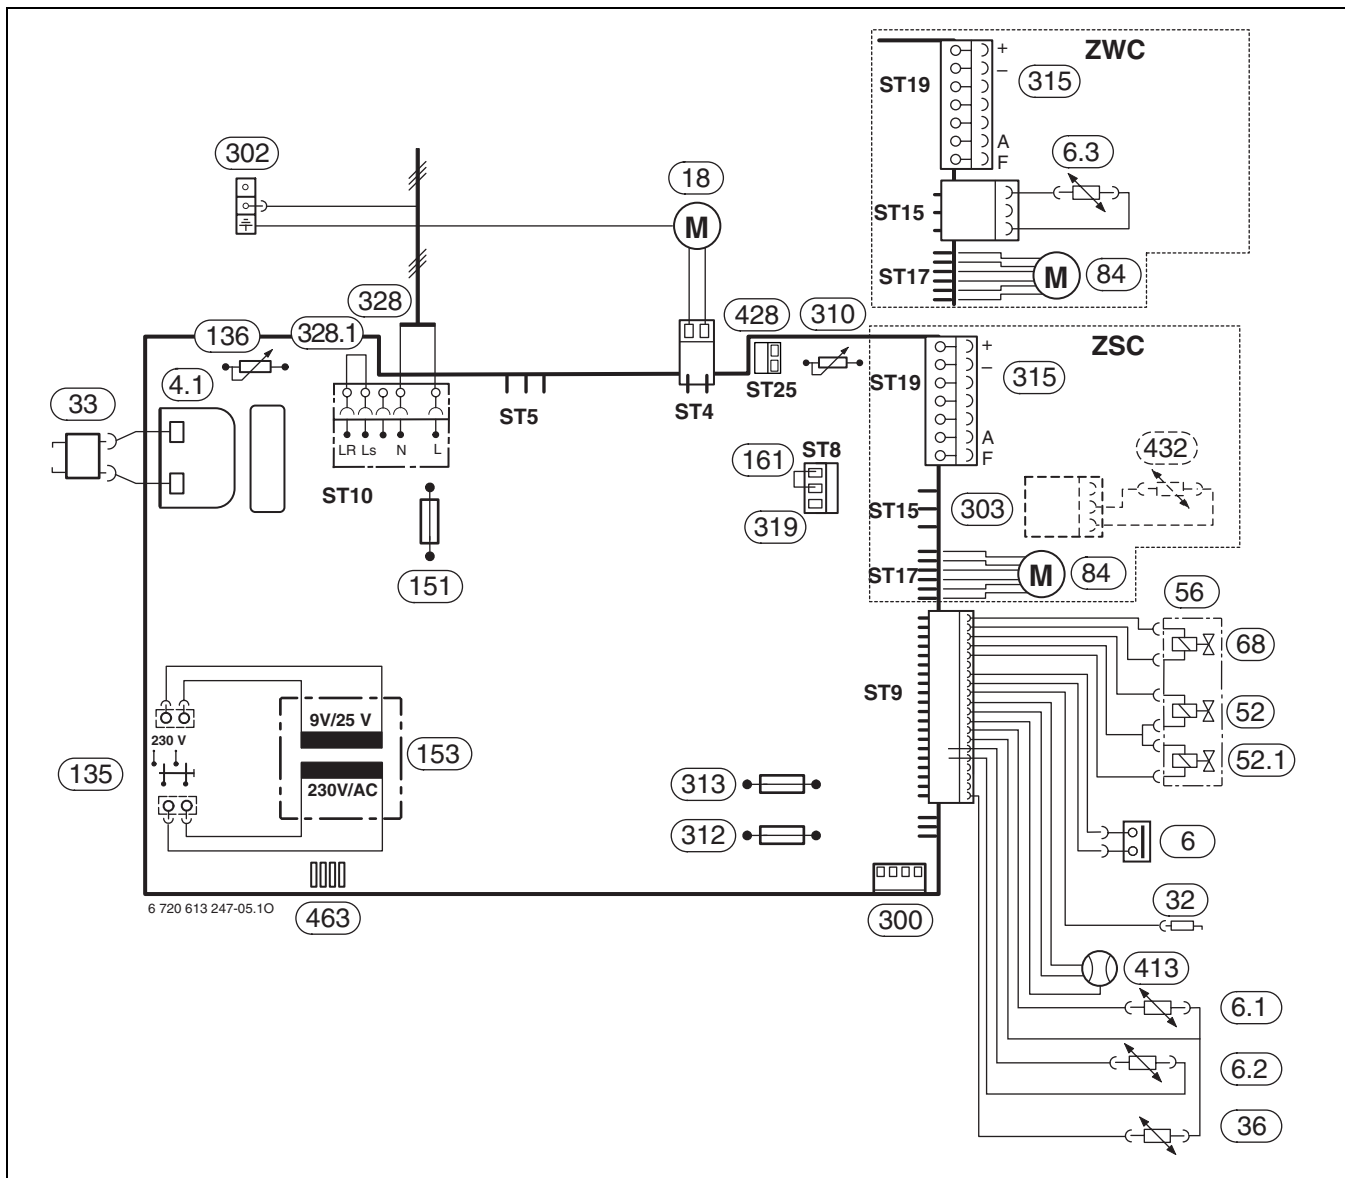 ZWC
+
–
ST19
315
A
F
6.3
ST15
ST17
M
84
302
18
M
328
428
310
136
328.1
4.1
33
ST5
ST4
ST25
LR Ls N L
ST10
151
161
ST8
319
ZSC
+
–
ST19
315
A
F
432
ST15
303
ST17
M
84
56
68
ST9
52
52.1
9V/25 V
230 V
135
153
230V/AC
313
312
6
6 720 613 247-05.1O
463
300
32
413
6.1
6.2
36